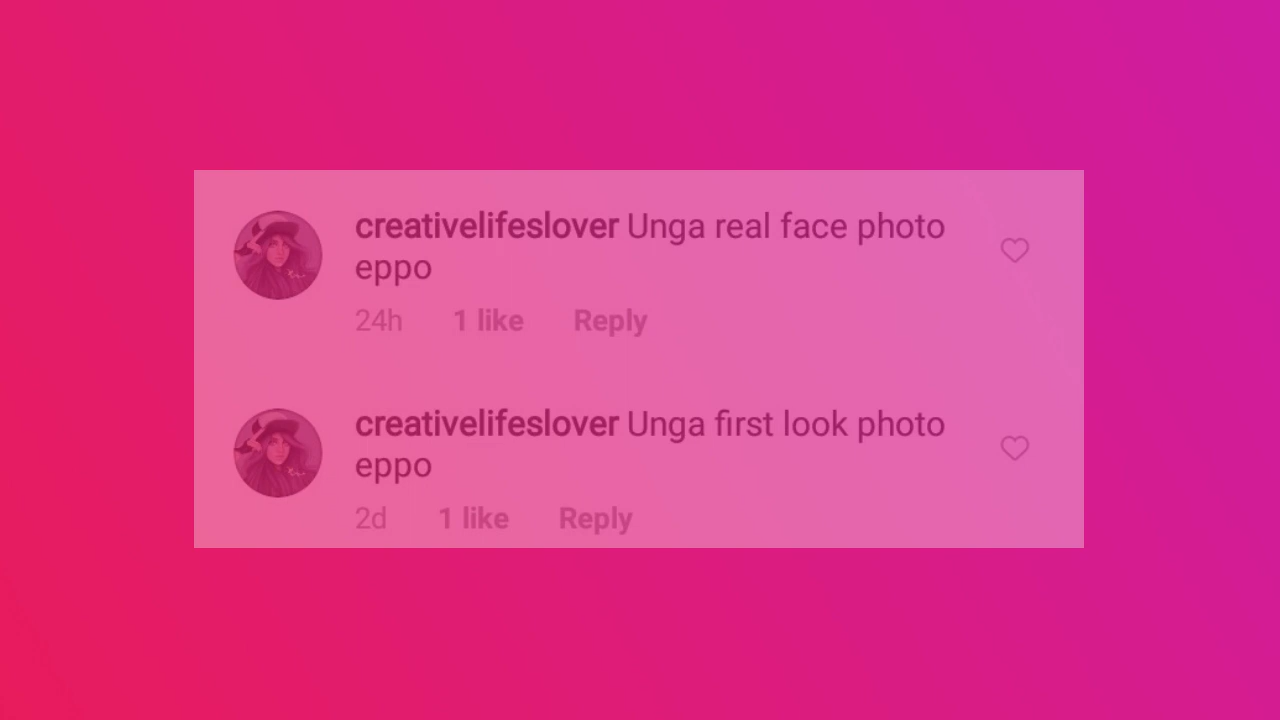 creativelifeslover Unga real face photo
eppo
24h 1 like Reply
creativelifeslover Unga first look photo
eppo
2d 1 like Reply